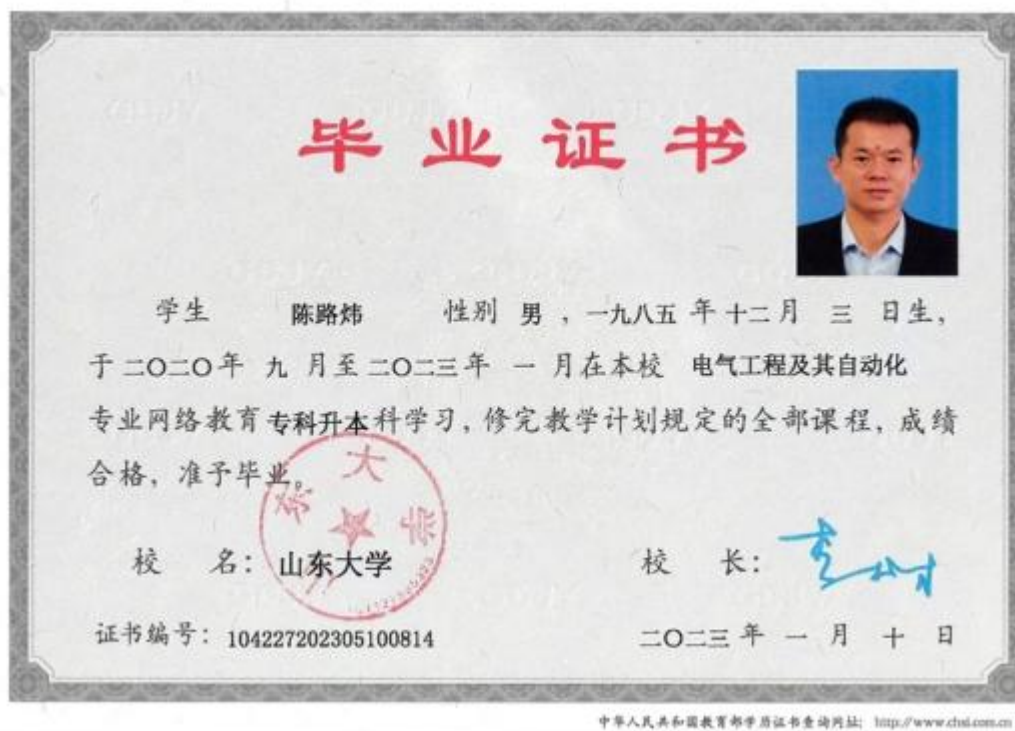 毕业证书
学生 陈路炜 性别 男 , 一九八五 年 十二 月 三 日生,
于 二〇二〇 年 九 月至 二〇二三 年 一 月在本校 电气工程及其自动化
专业网络教育 专科升本 科学习, 修完教学计划规定的全部课程, 成绩
合格, 准予毕业。
山东大学
校 名: 山东大学 校 长:
证书编号: 104227202305100814 二〇二三 年 一 月 十 日
中华人民共和国教育部学历证书查询网址: http://www.chsi.com.cn